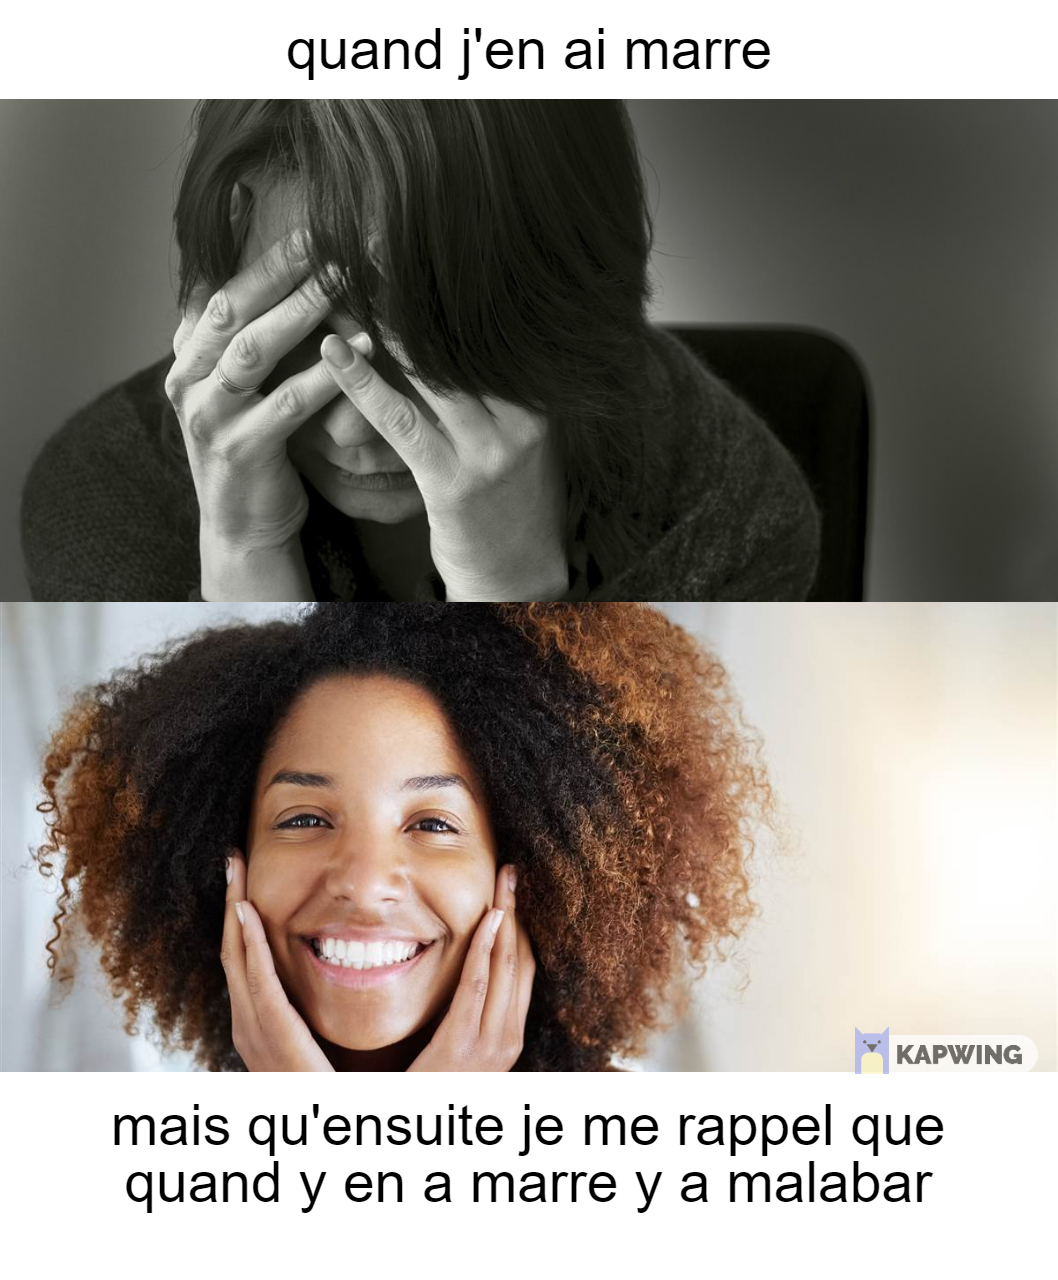 quand j'en ai marre
KAPWING
mais qu'ensuite je me rappel que
quand y en a marre y a malabar